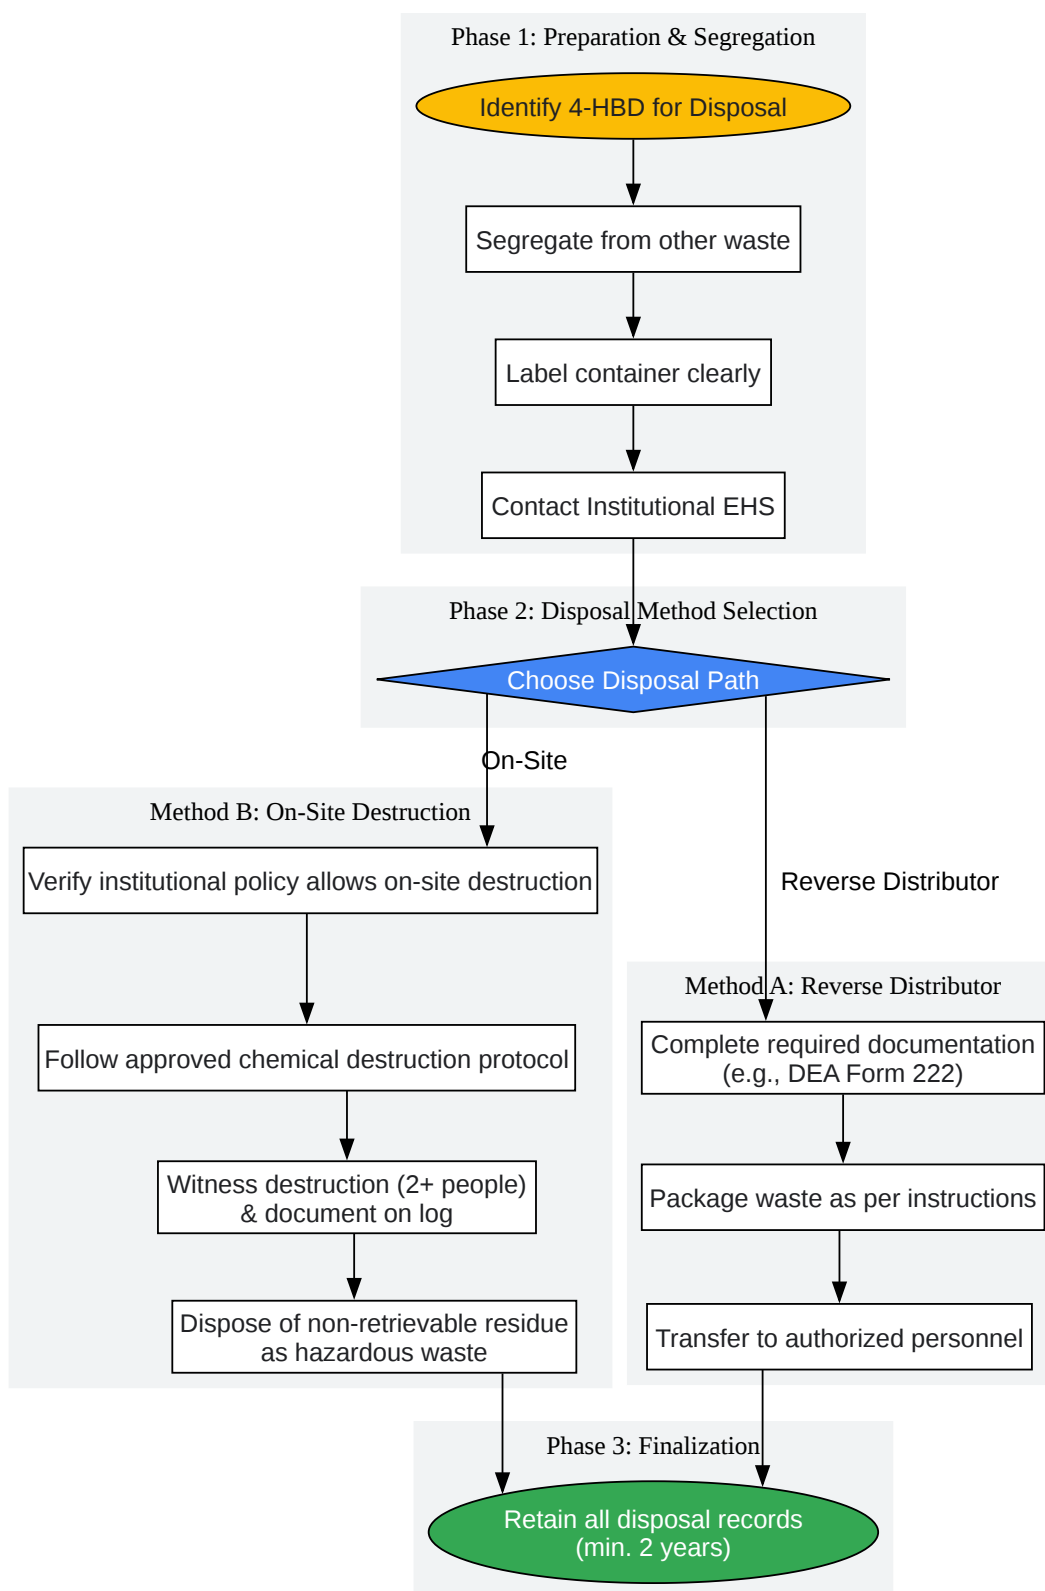 Phase 1: Preparation & Segregation
Identify 4-HBD for Disposal
Segregate from other waste
Label container clearly
Contact Institutional EHS
Phase 2: Disposal Method Selection
Choose Disposal Path
On-Site
Method B: On-Site Destruction
Verify institutional policy allows on-site destruction
Follow approved chemical destruction protocol
Witness destruction (2+ people)
& document on log
Dispose of non-retrievable residue
as hazardous waste
Reverse Distributor
Method A: Reverse Distributor
Complete required documentation
(e.g., DEA Form 222)
Package waste as per instructions
Transfer to authorized personnel
Phase 3: Finalization
Retain all disposal records
(min. 2 years)